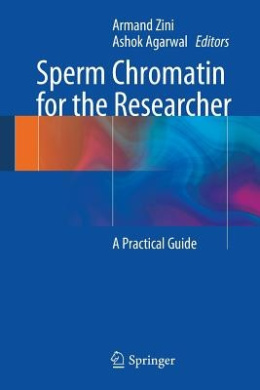 Armand Zini
Ashok Agarwal Editors
Sperm Chromatin
for the Researcher
A Practical Guide
Springer